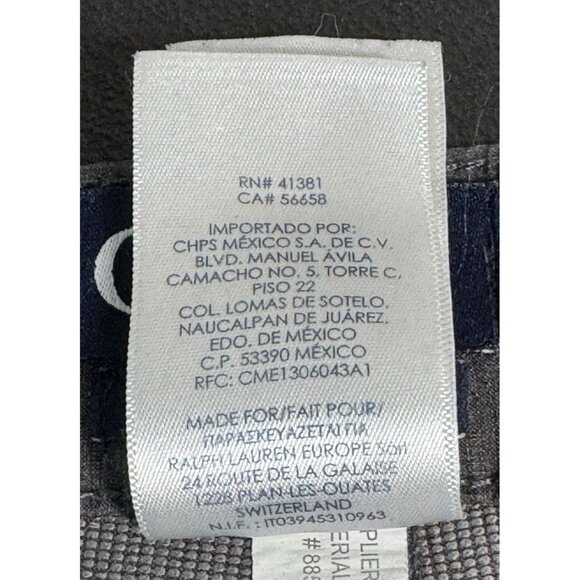 RN# 41381
CA# 56658
IMPORTADO POR:
CHPS MÉXICO S.A. DE C.V.
BLVD. MANUEL ÁVILA
CAMACHO NO. 5, TORRE C,
PISO 22
COL. LOMAS DE SOTELO,
NAUCALPAN DE JUÁREZ,
EDO. DE MÉXICO
C.P. 53390 MÉXICO
RFC: CME1306043A1
MADE FOR/FAIT POUR/
ΠΑΡΑΣΚΕΥΑΖΕΤΑΙ ΓΙΑ
RALPH LAUREN EUROPE Sàrl
24 ROUTE DE LA GALAISE
1228 PLAN-LES-OUATES
SWITZERLAND
N.I.F.: IT03945310963